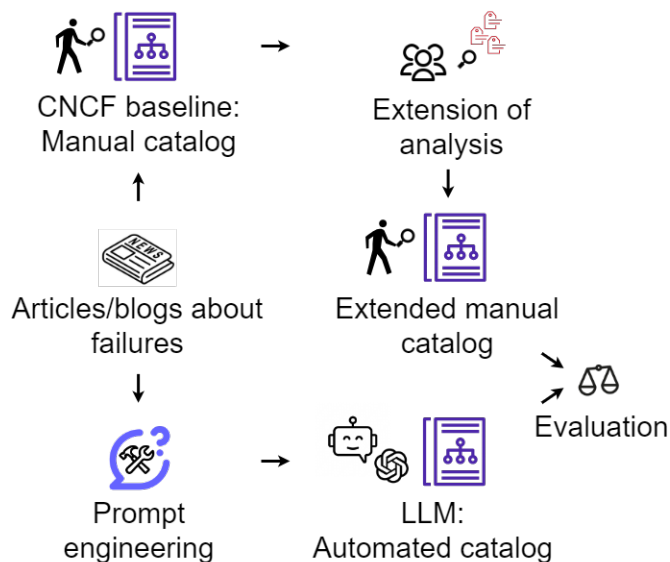 CNCF baseline:
Manual catalog
Extension of
analysis
NEWS
Articles/blogs about
failures
Extended manual
catalog
Evaluation
Prompt
engineering
LLM:
Automated catalog